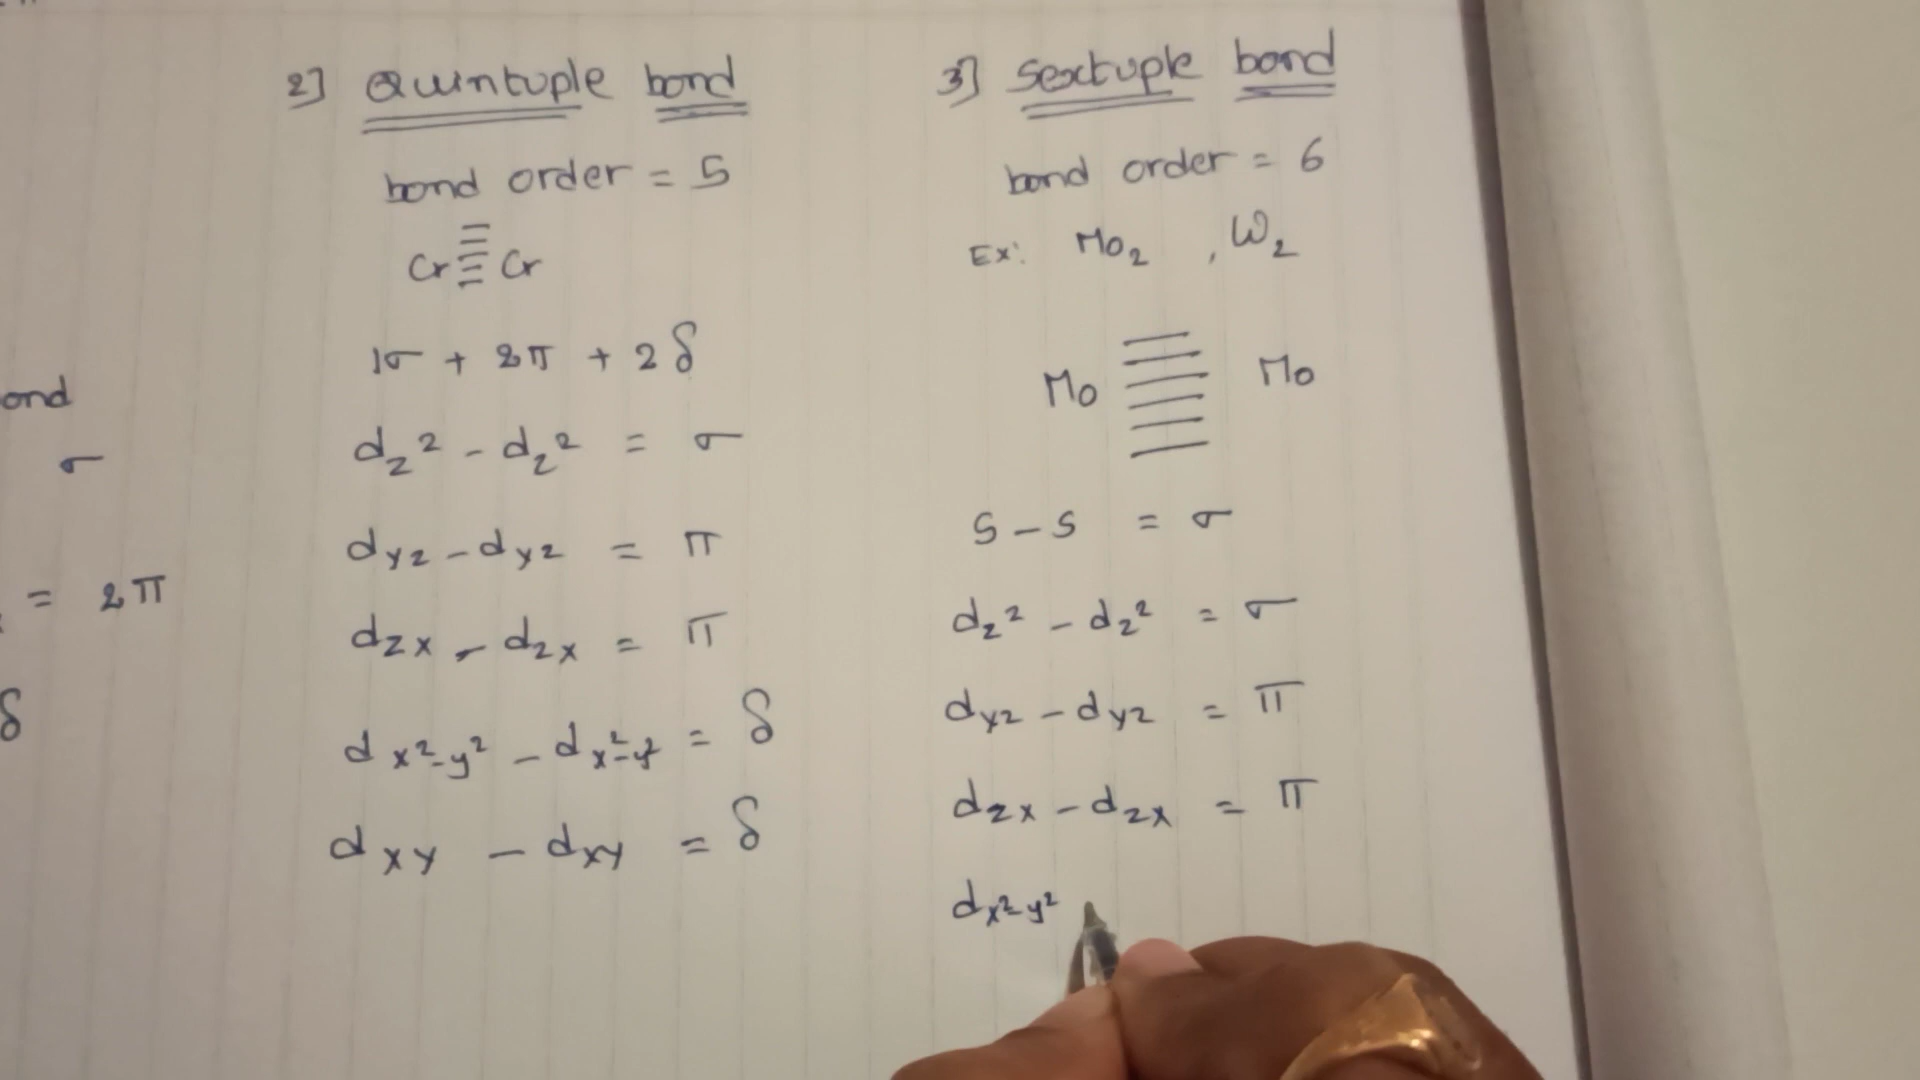 ond
σ
= 2π
δ
2] Quintuple bond
bond order = 5
Cr ≡ Cr
1σ + 2π + 2δ
dz² - dz² = σ
dyz - dyz = π
dzx - dzx = π
dx²-y² - dx²-y² = δ
dxy - dxy = δ
3] Sextuple bond
bond order = 6
Ex: Mo₂ , W₂
Mo Mo
S - S = σ
dz² - dz² = σ
dyz - dyz = π
dzx - dzx = π
dx²-y²